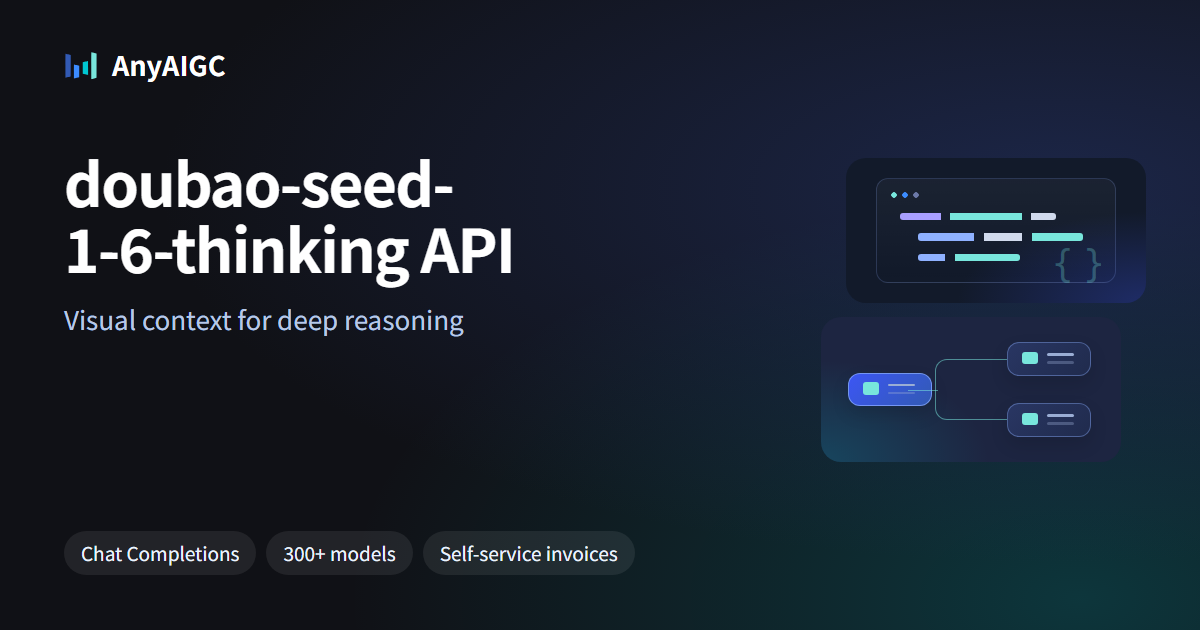 AnyAIGC
doubao-seed-
1-6-thinking API
Visual context for deep reasoning
{ }
Chat Completions
300+ models
Self-service invoices